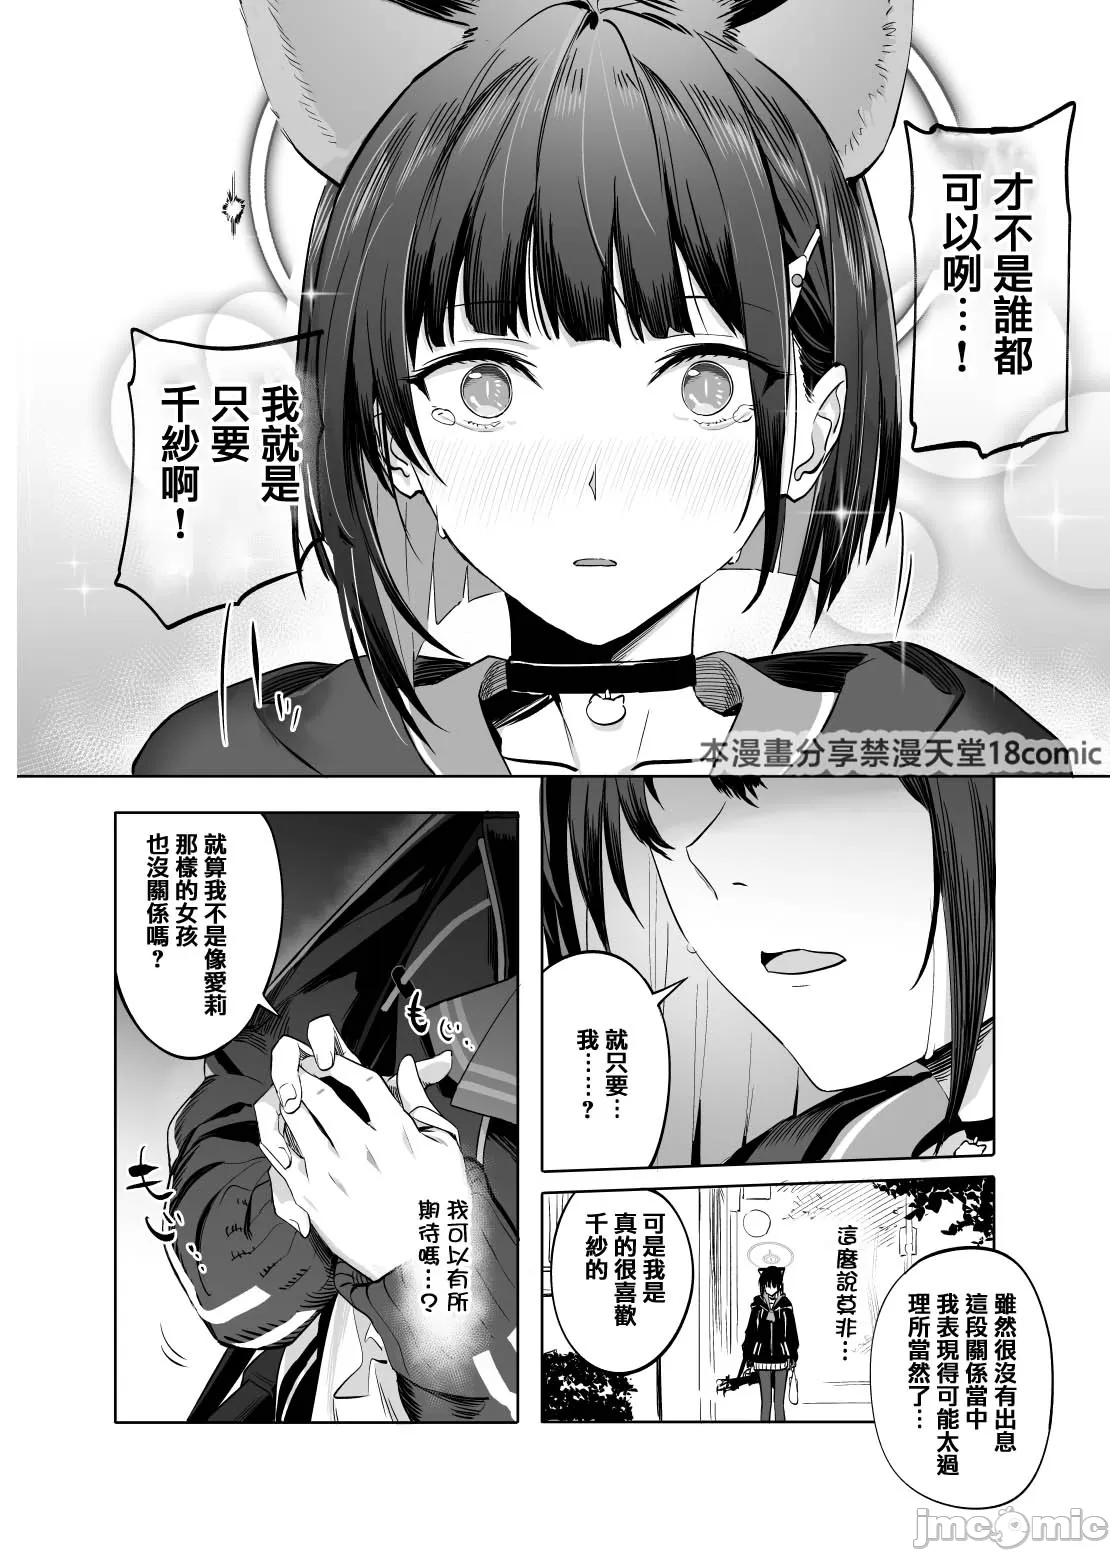 才不是誰都
可以咧…！
我就是
只要
千紗啊！
本漫畫分享禁漫天堂18comic
就只要…
我……？
就算我不是像愛莉
那樣的女孩
也沒關係嗎？
もじ…
もじ…
我可以有所
期待嗎…？
雖然很沒有出息
這段關係當中
我表現得可能太過
理所當然了…
這麼說莫非…
可是我是
真的很喜歡
千紗的
jmcomic